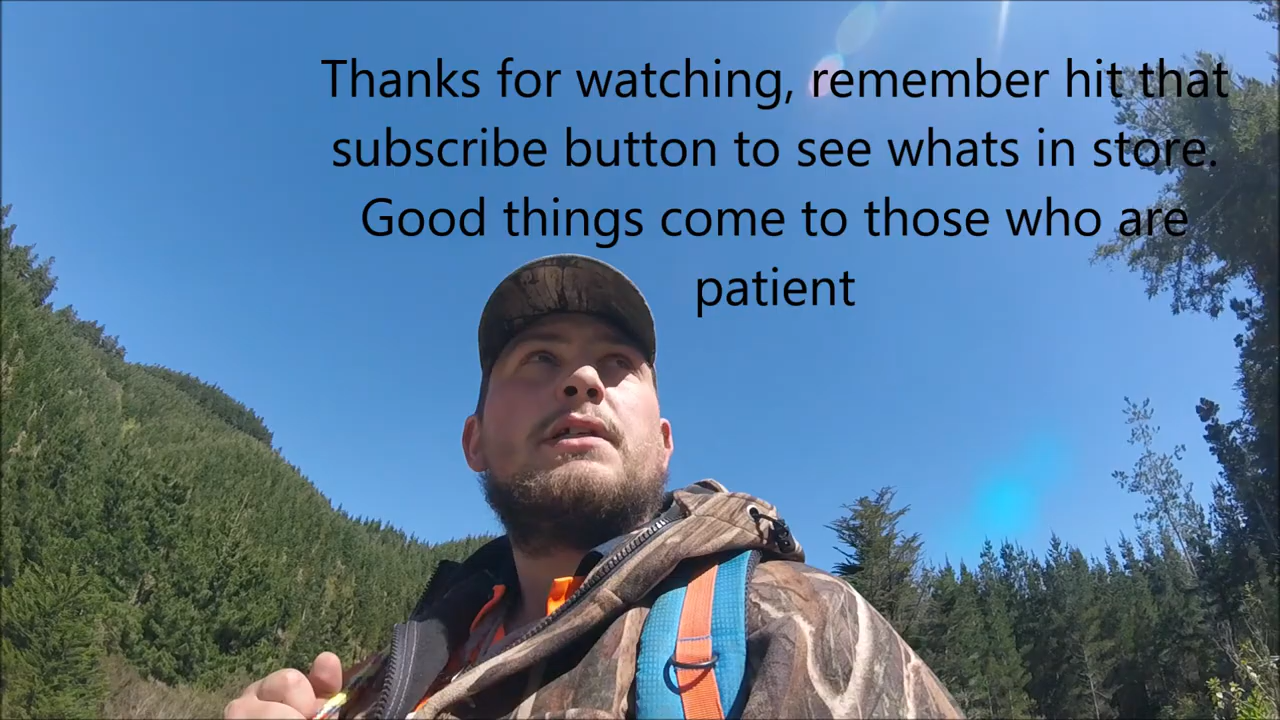 Thanks for watching, remember hit that
subscribe button to see whats in store.
Good things come to those who are
patient